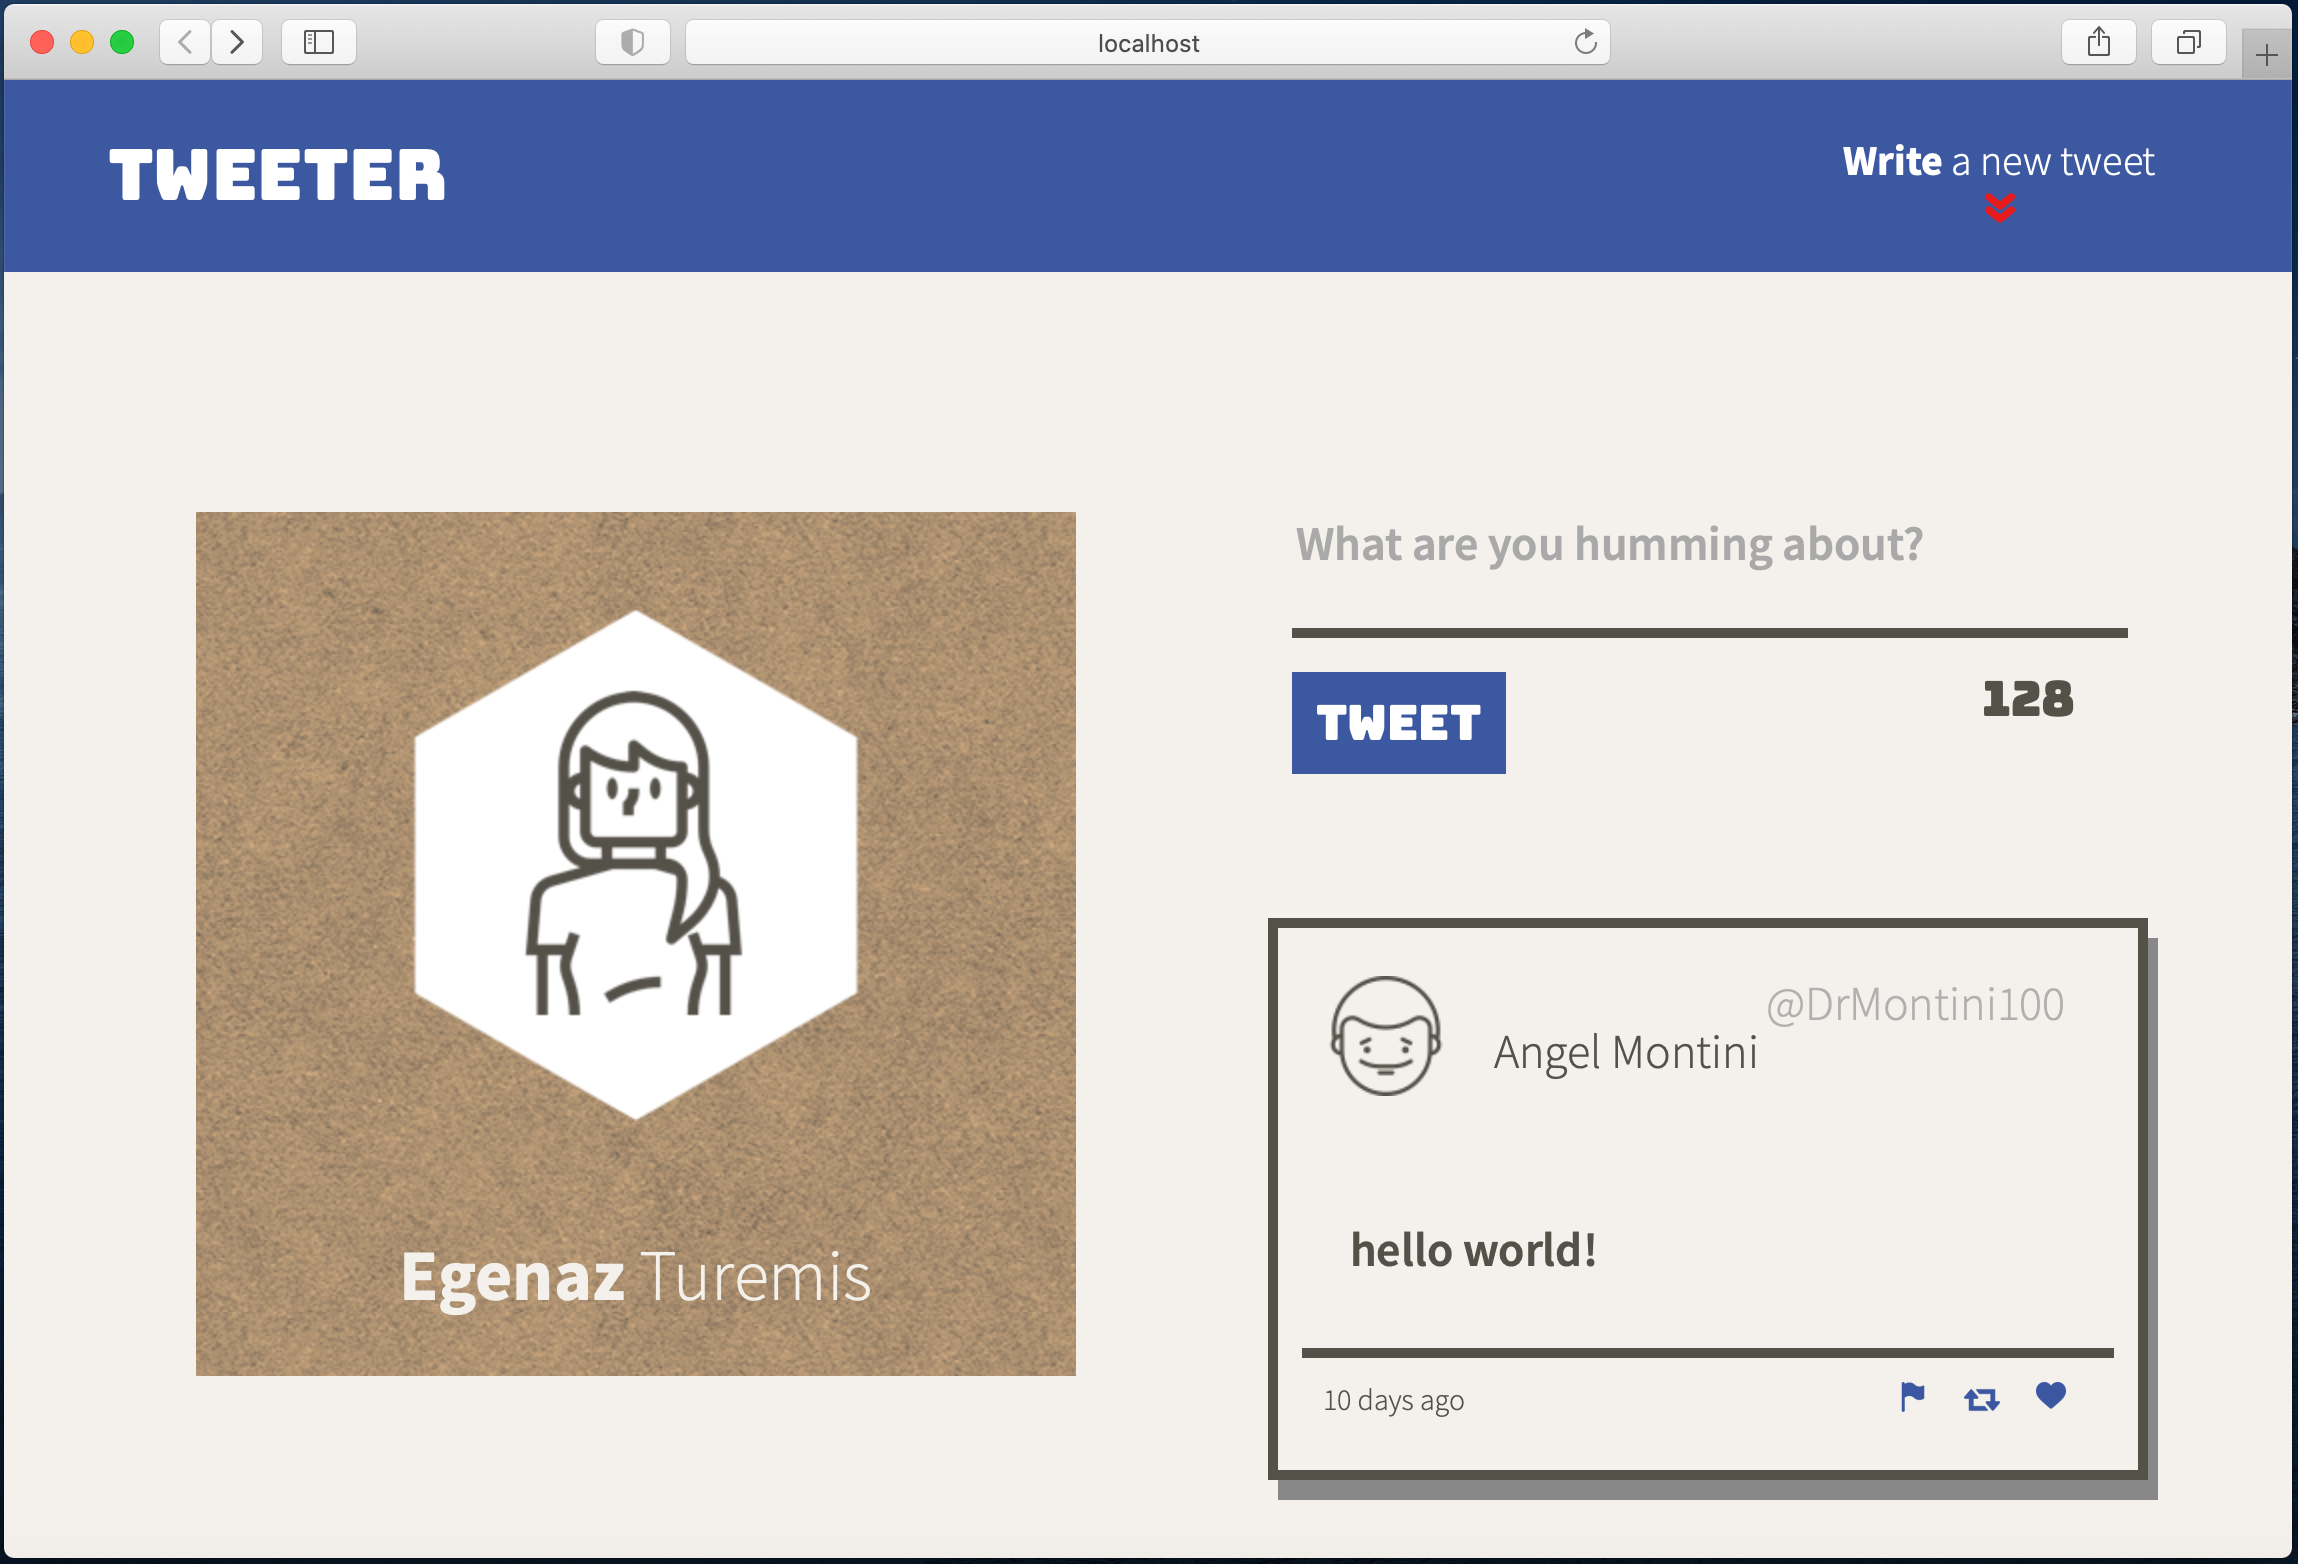 localhost
TWEETER
Write a new tweet
What are you humming about?
TWEET
128
Egenaz Turemis
@DrMontini100
Angel Montini
hello world!
10 days ago